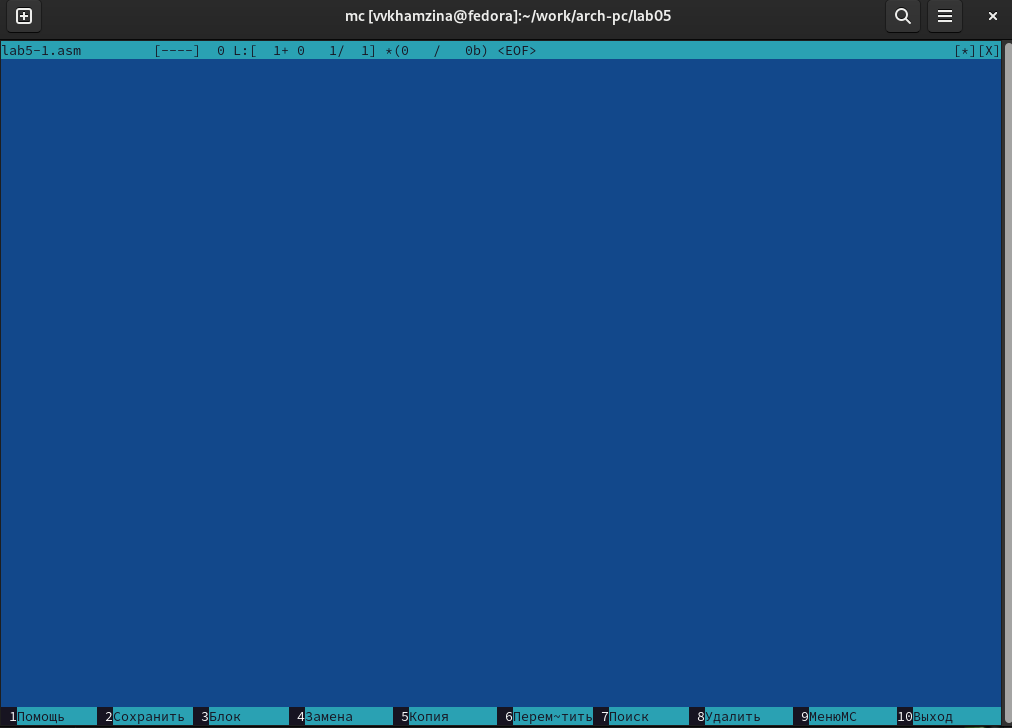 mc [vvkhamzina@fedora]:~/work/arch-pc/lab05
lab5-1.asm [----] 0 L:[ 1+ 0 1/ 1] *(0 / 0b) <EOF> [*][X]
1Помощь 2Сохранить 3Блок 4Замена 5Копия 6Перем~тить 7Поиск 8Удалить 9МенюMC 10Выход